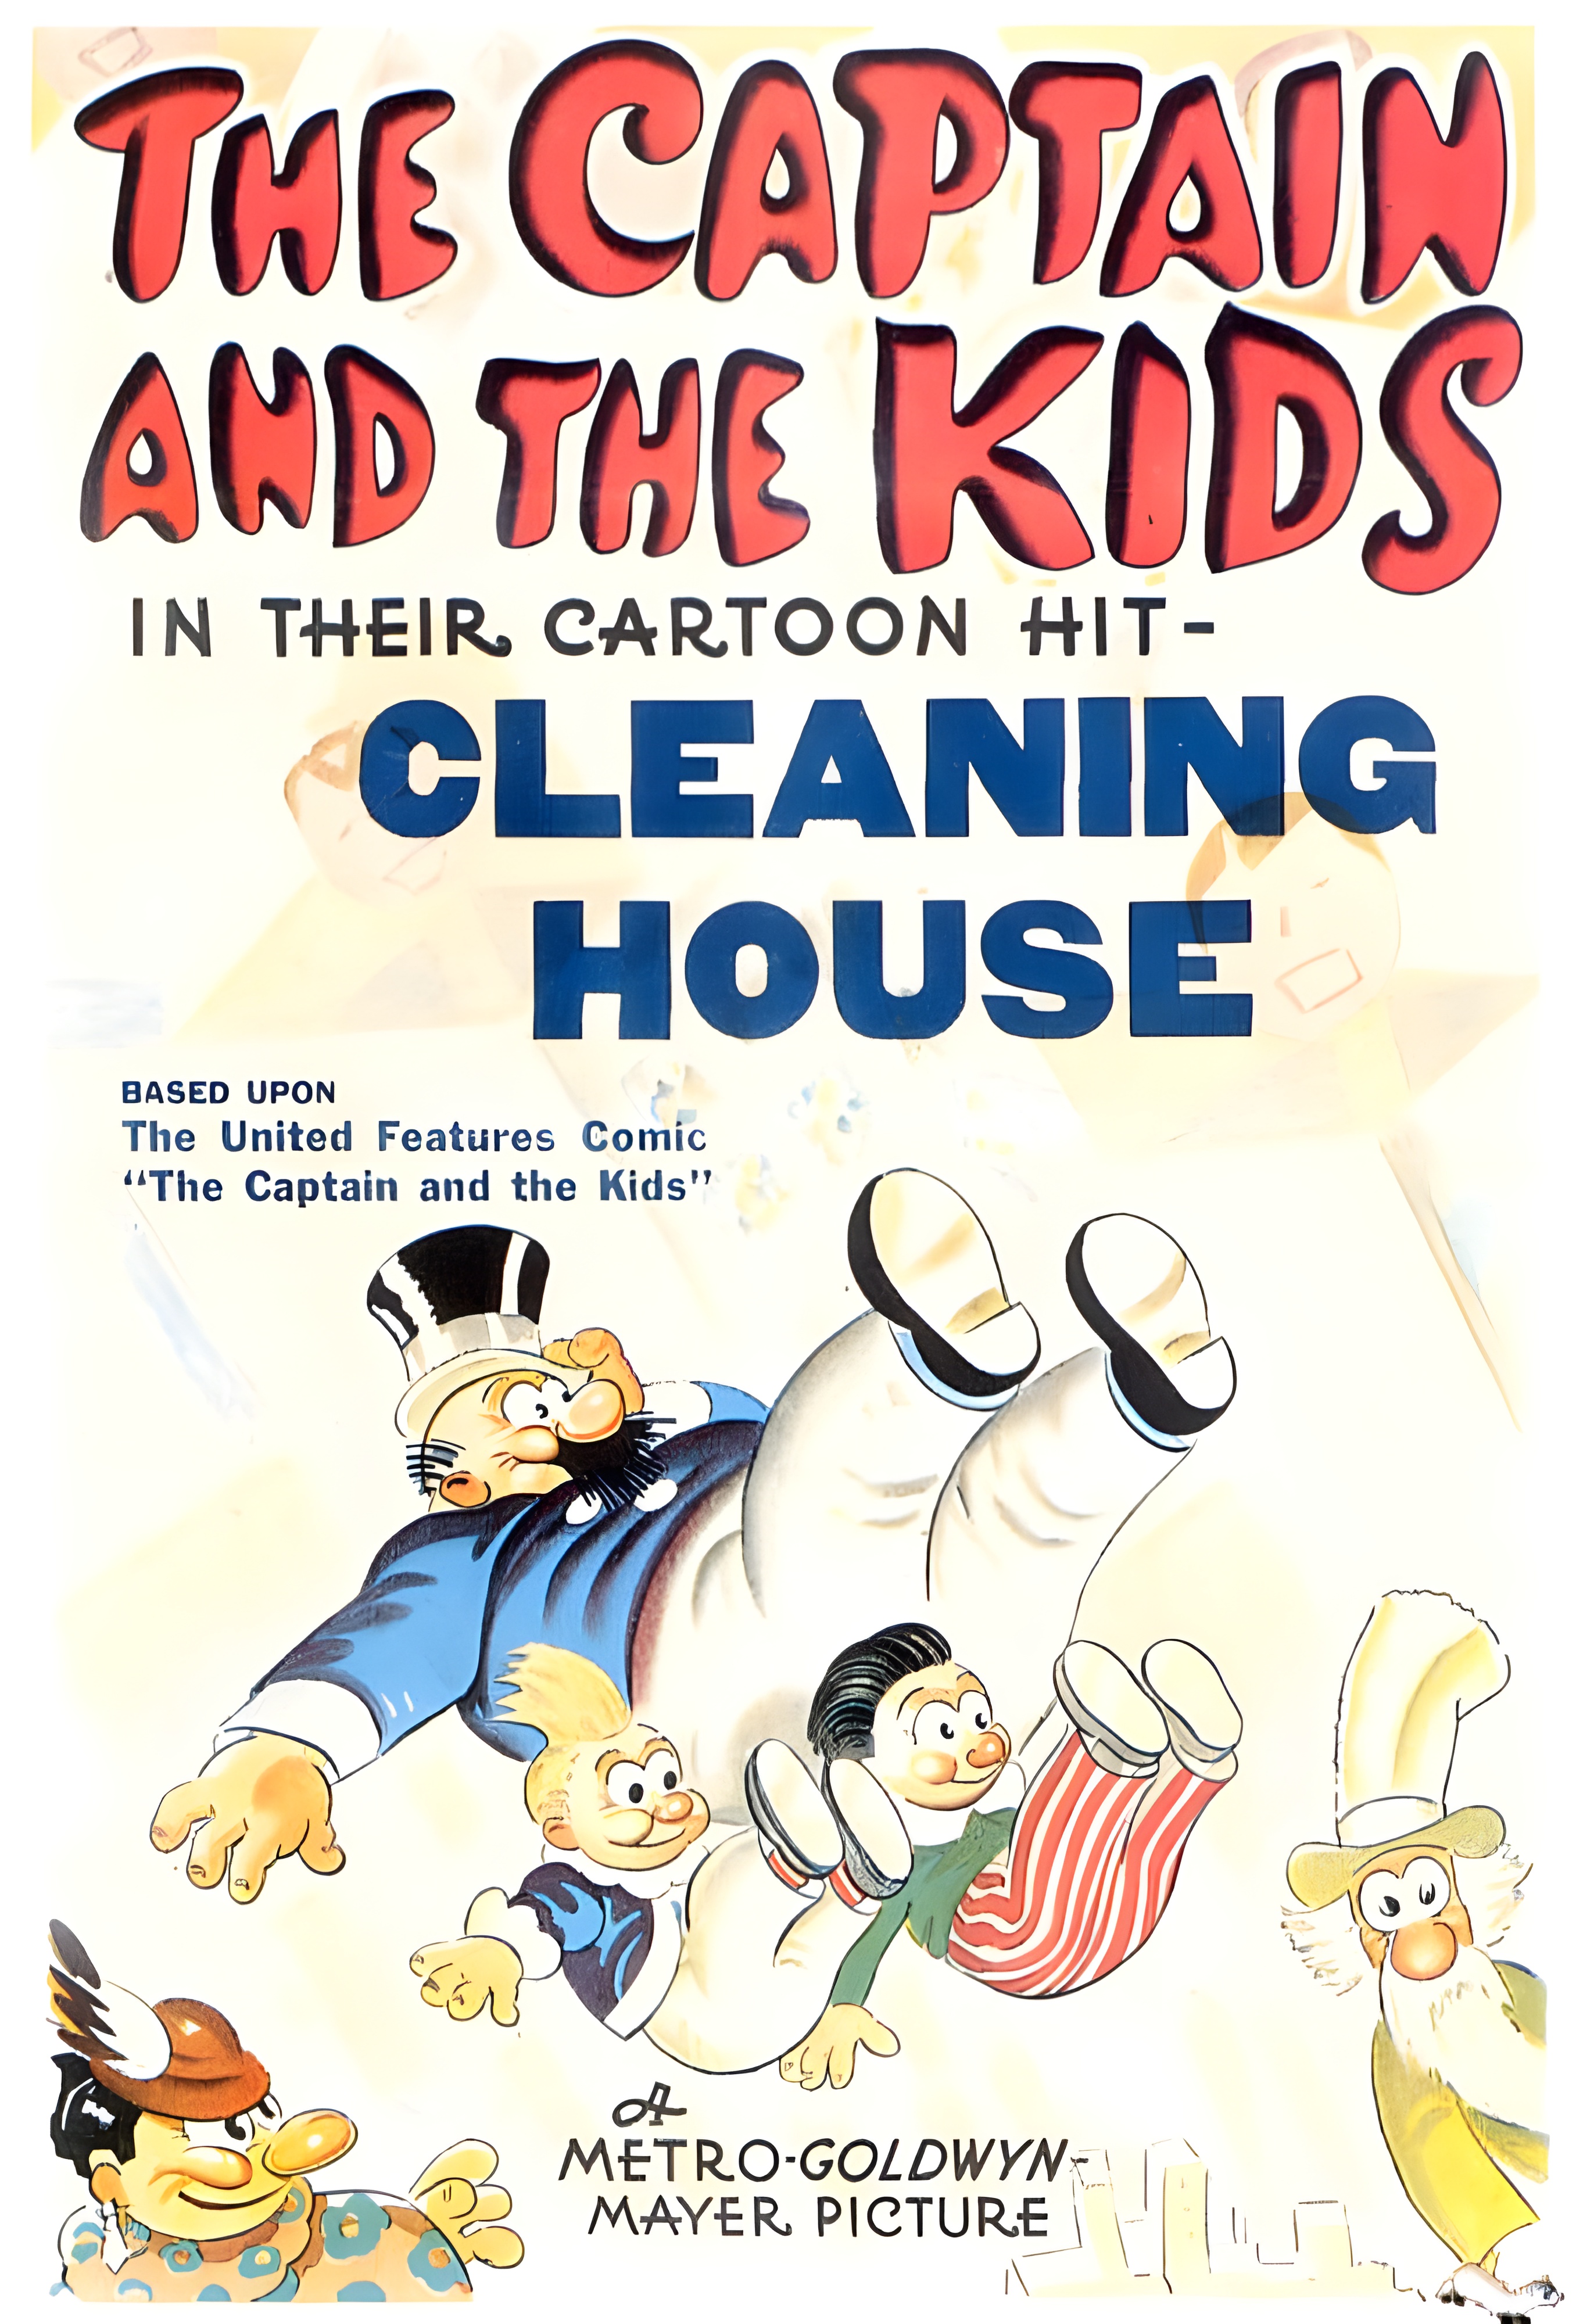 THE CAPTAIN
AND THE KIDS
IN THEIR CARTOON HIT-
CLEANING
HOUSE
BASED UPON
The United Features Comic
“The Captain and the Kids”
A
METRO-GOLDWYN-
MAYER PICTURE